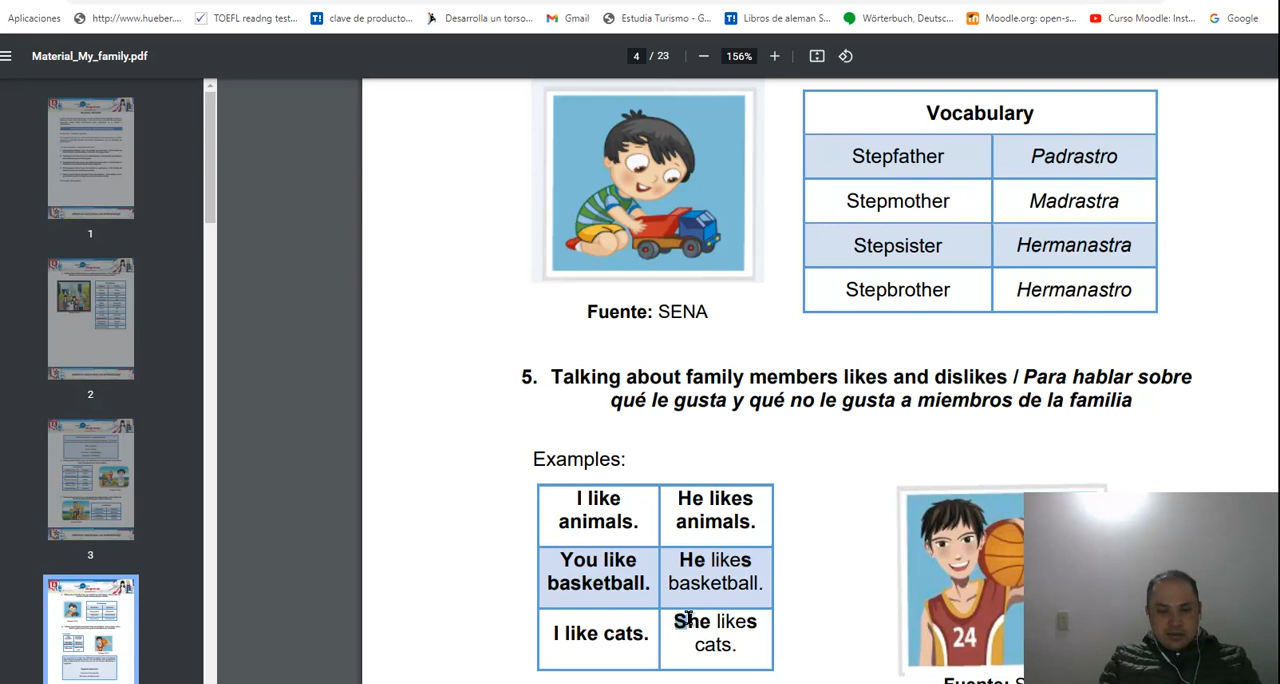 Aplicaciones http://www.hueber.... TOEFL readng test... clave de producto... Desarrolla un torso... Gmail Estudia Turismo - G... Libros de aleman S... Wörterbuch, Deutsc... Moodle.org: open-s... Curso Moodle: Inst... Google
Material_My_family.pdf 4 / 23 — 156% +
1
2
3
Vocabulary
Stepfather Padrastro
Stepmother Madrastra
Stepsister Hermanastra
Stepbrother Hermanastro
Fuente: SENA
5. Talking about family members likes and dislikes / Para hablar sobre
qué le gusta y qué no le gusta a miembros de la familia
Examples:
I like He likes
animals. animals.
You like He likes
basketball. basketball.
I like cats. She likes
cats.
24
Fuente: S